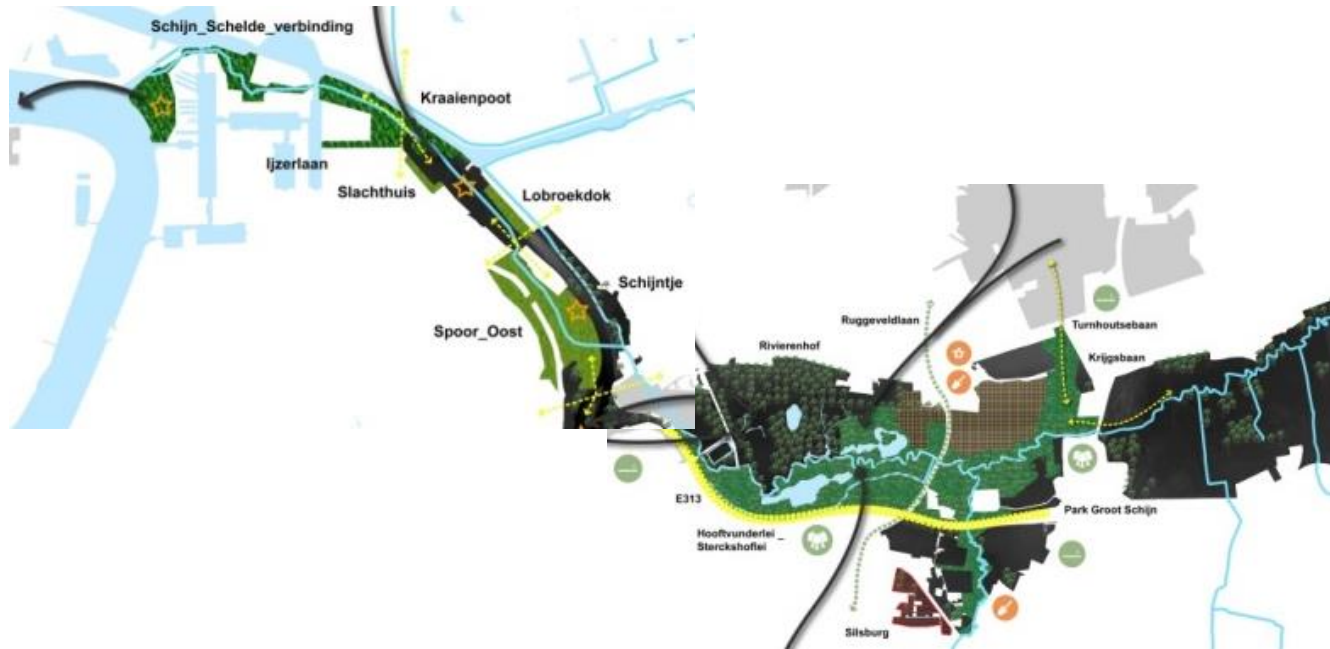 Schijn_Schelde_verbinding
Kraaienpoot
Ijzerlaan
Slachthuis
Lobroekdok
Schijntje
Spoor_Oost
Ruggeveldlaan
Turnhoutsebaan
Rivierenhof
Krijgsbaan
E313
Park Groot Schijn
Hooftvunderlei _
Sterckshoflei
Silsburg